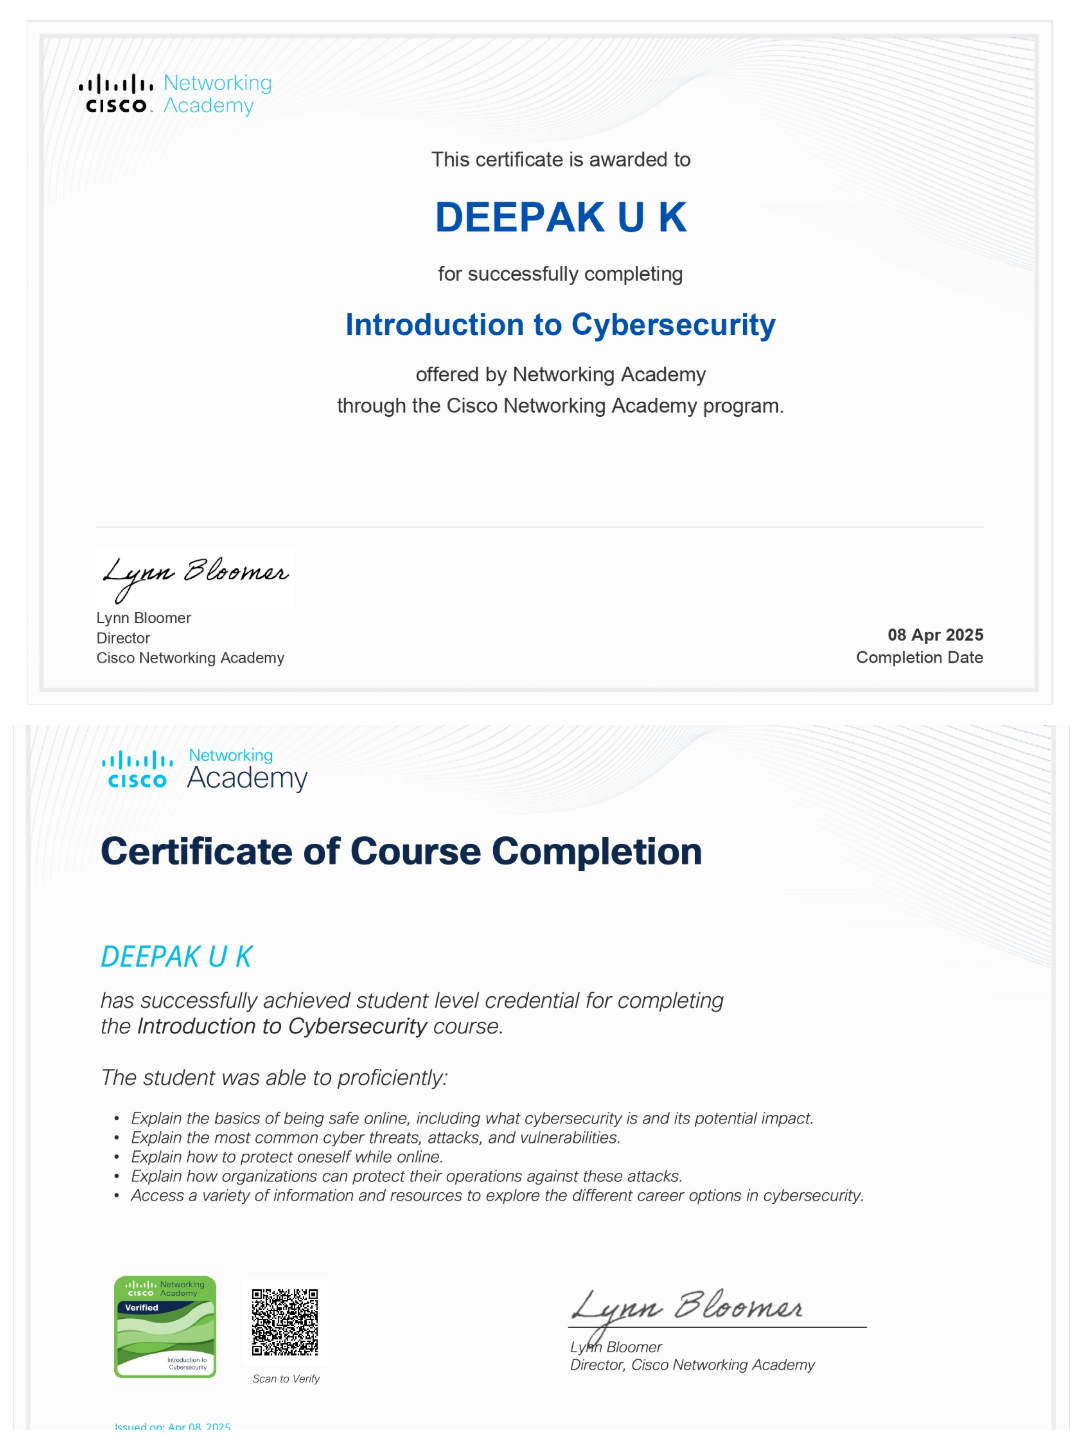 Networking
CISCO Academy
This certificate is awarded to
DEEPAK U K
for successfully completing
Introduction to Cybersecurity
offered by Networking Academy
through the Cisco Networking Academy program.
Lynn Bloomer
Lynn Bloomer
Director
Cisco Networking Academy
08 Apr 2025
Completion Date
Networking
CISCO Academy
Certificate of Course Completion
DEEPAK U K
has successfully achieved student level credential for completing
the Introduction to Cybersecurity course.
The student was able to proficiently:
• Explain the basics of being safe online, including what cybersecurity is and its potential impact.
• Explain the most common cyber threats, attacks, and vulnerabilities.
• Explain how to protect oneself while online.
• Explain how organizations can protect their operations against these attacks.
• Access a variety of information and resources to explore the different career options in cybersecurity.
Networking
CISCO Academy
Verified
Introduction to
Cybersecurity
Scan to Verify
Lynn Bloomer
Lynn Bloomer
Director, Cisco Networking Academy
Issued on: Apr 08, 2025